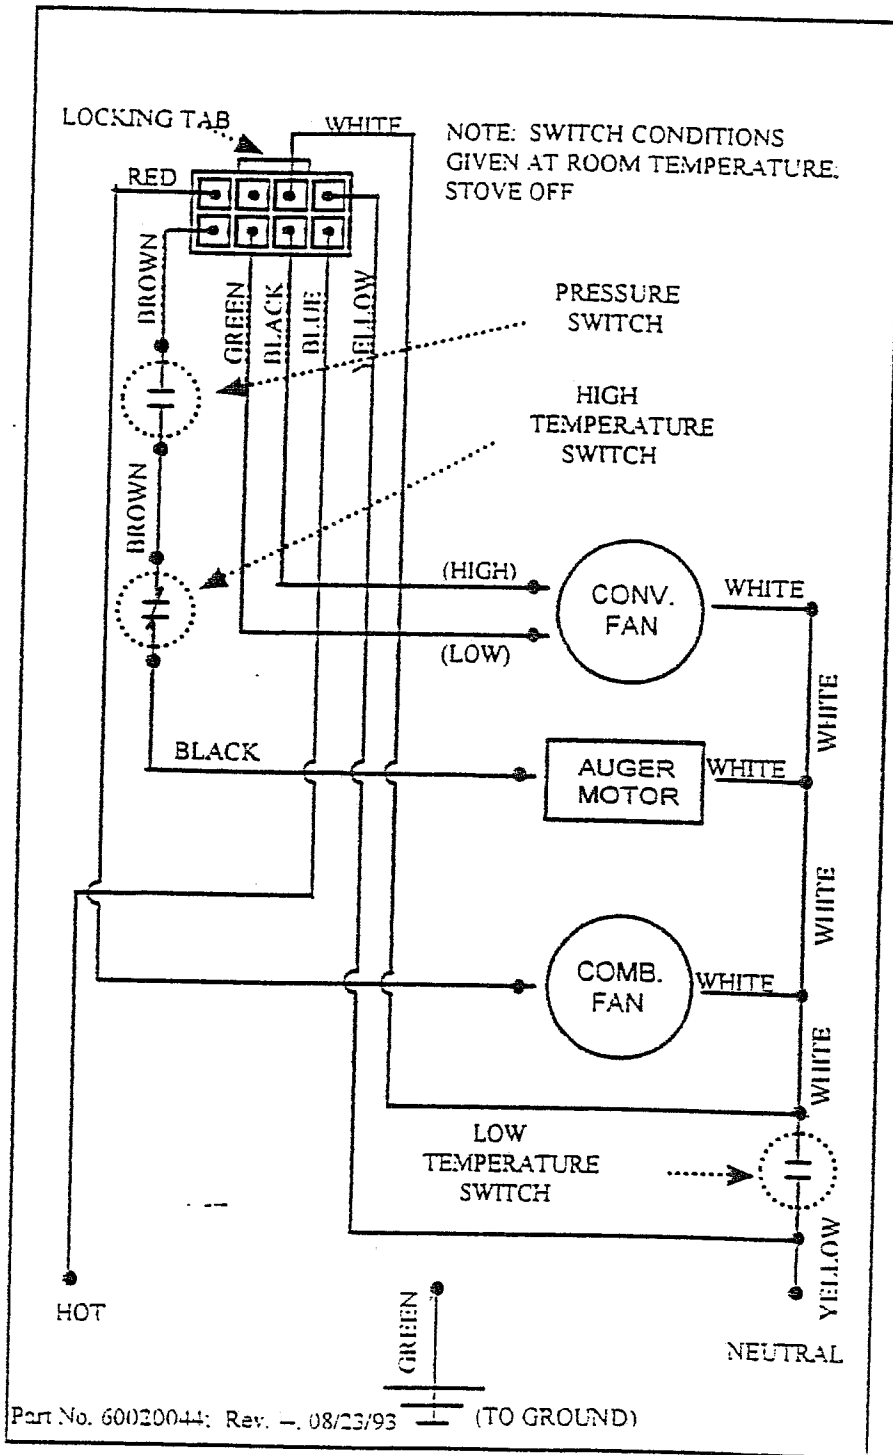 LOCKING TAB
WHITE
NOTE: SWITCH CONDITIONS
GIVEN AT ROOM TEMPERATURE;
STOVE OFF
RED
BROWN
GREEN
BLACK
BLUE
YELLOW
PRESSURE
SWITCH
HIGH
TEMPERATURE
SWITCH
BROWN
(HIGH)
(LOW)
CONV.
FAN
WHITE
WHITE
BLACK
AUGER
MOTOR
WHITE
WHITE
COMB.
FAN
WHITE
WHITE
LOW
TEMPERATURE
SWITCH
YELLOW
HOT
GREEN
NEUTRAL
Part No. 60020044; Rev. –. 08/23/93
(TO GROUND)